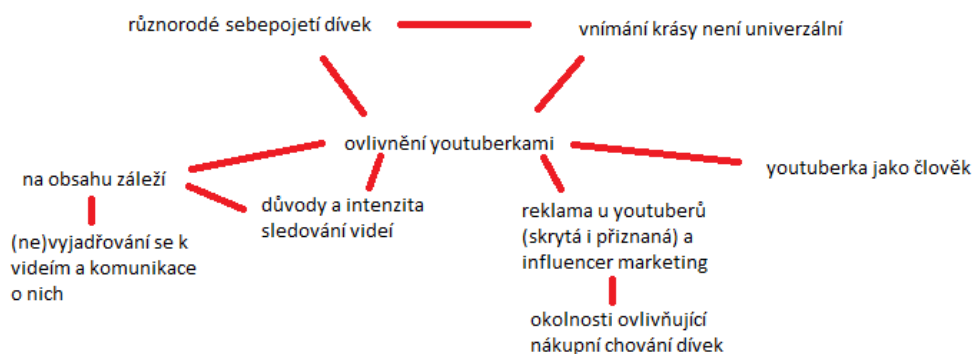 různorodé sebepojetí dívek
vnímání krásy není univerzální
ovlivnění youtuberkami
youtuberka jako člověk
na obsahu záleží
důvody a intenzita
sledování videí
reklama u youtuberů
(skrytá i přiznaná) a
influencer marketing
(ne)vyjadřování se k
videím a komunikace
o nich
okolnosti ovlivňující
nákupní chování dívek